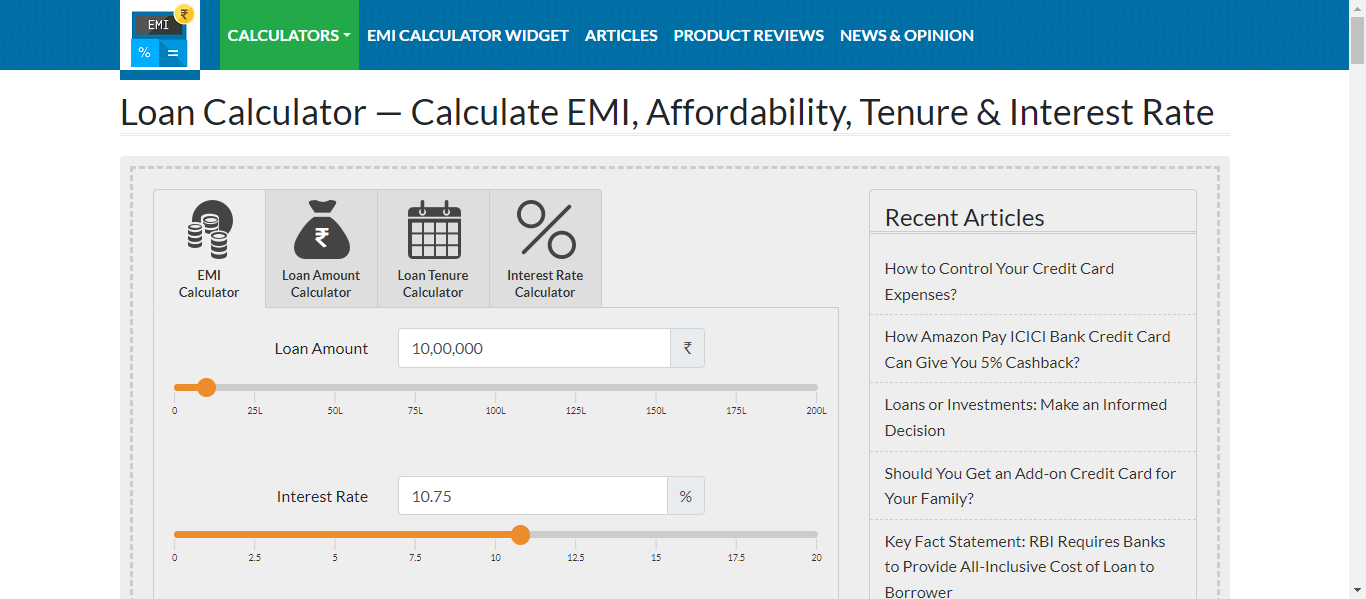 EMI
₹
%
=
CALCULATORS
EMI CALCULATOR WIDGET
ARTICLES
PRODUCT REVIEWS
NEWS & OPINION
Loan Calculator — Calculate EMI, Affordability, Tenure & Interest Rate
EMI
Calculator
₹
Loan Amount
Calculator
Loan Tenure
Calculator
Interest Rate
Calculator
Loan Amount
10,00,000
₹
0 25L 50L 75L 100L 125L 150L 175L 200L
Interest Rate
10.75
%
0 2.5 5 7.5 10 12.5 15 17.5 20
Recent Articles
How to Control Your Credit Card
Expenses?
How Amazon Pay ICICI Bank Credit Card
Can Give You 5% Cashback?
Loans or Investments: Make an Informed
Decision
Should You Get an Add-on Credit Card for
Your Family?
Key Fact Statement: RBI Requires Banks
to Provide All-Inclusive Cost of Loan to
Borrower